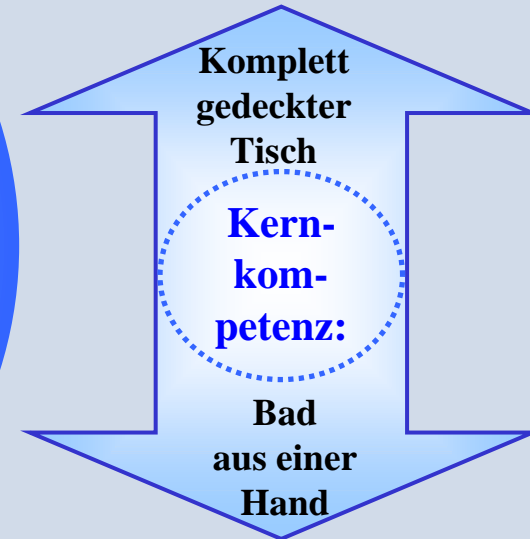 Komplett
gedeckter
Tisch
Kern-
kom-
petenz:
Bad
aus einer
Hand